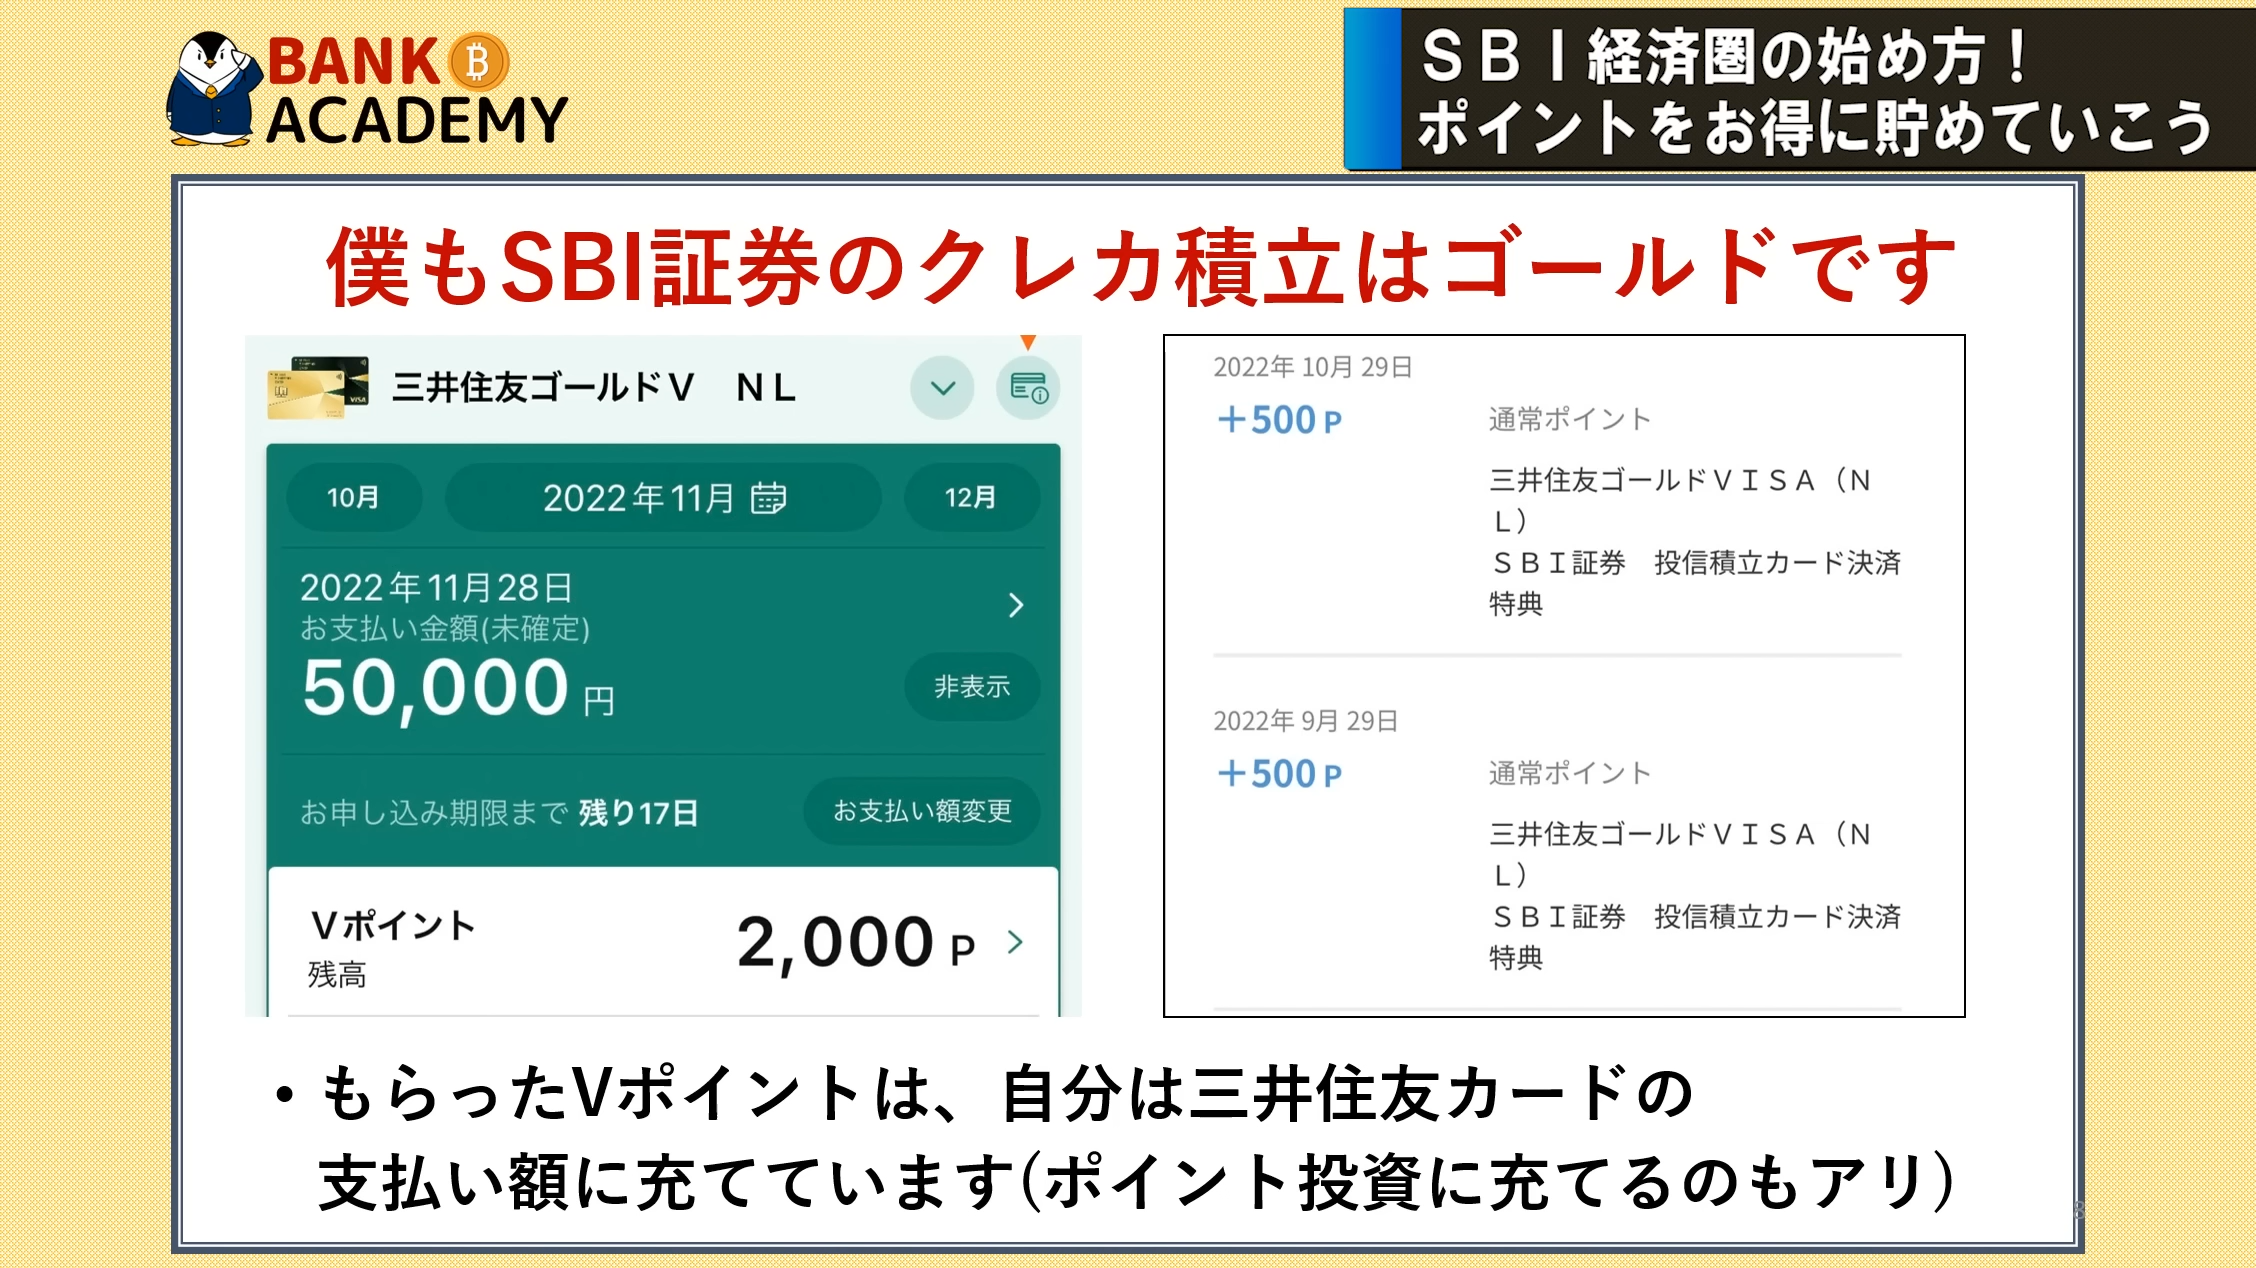 BANK
ACADEMY
SBI経済圏の始め方!
ポイントをお得に貯めていこう
僕もSBI証券のクレカ積立はゴールドです
三井住友ゴールドV NL
10月
2022年11月
12月
2022年11月28日
お支払い金額(未確定)
50,000 円
非表示
お申し込み期限まで 残り17日
お支払い額変更
Vポイント
残高
2,000 P
2022年 10月 29日
+500 P
通常ポイント
三井住友ゴールドVISA(N
L)
SBI証券 投信積立カード決済
特典
2022年 9月 29日
+500 P
通常ポイント
三井住友ゴールドVISA(N
L)
SBI証券 投信積立カード決済
特典
・もらったVポイントは、自分は三井住友カードの
支払い額に充てています(ポイント投資に充てるのもアリ)
8